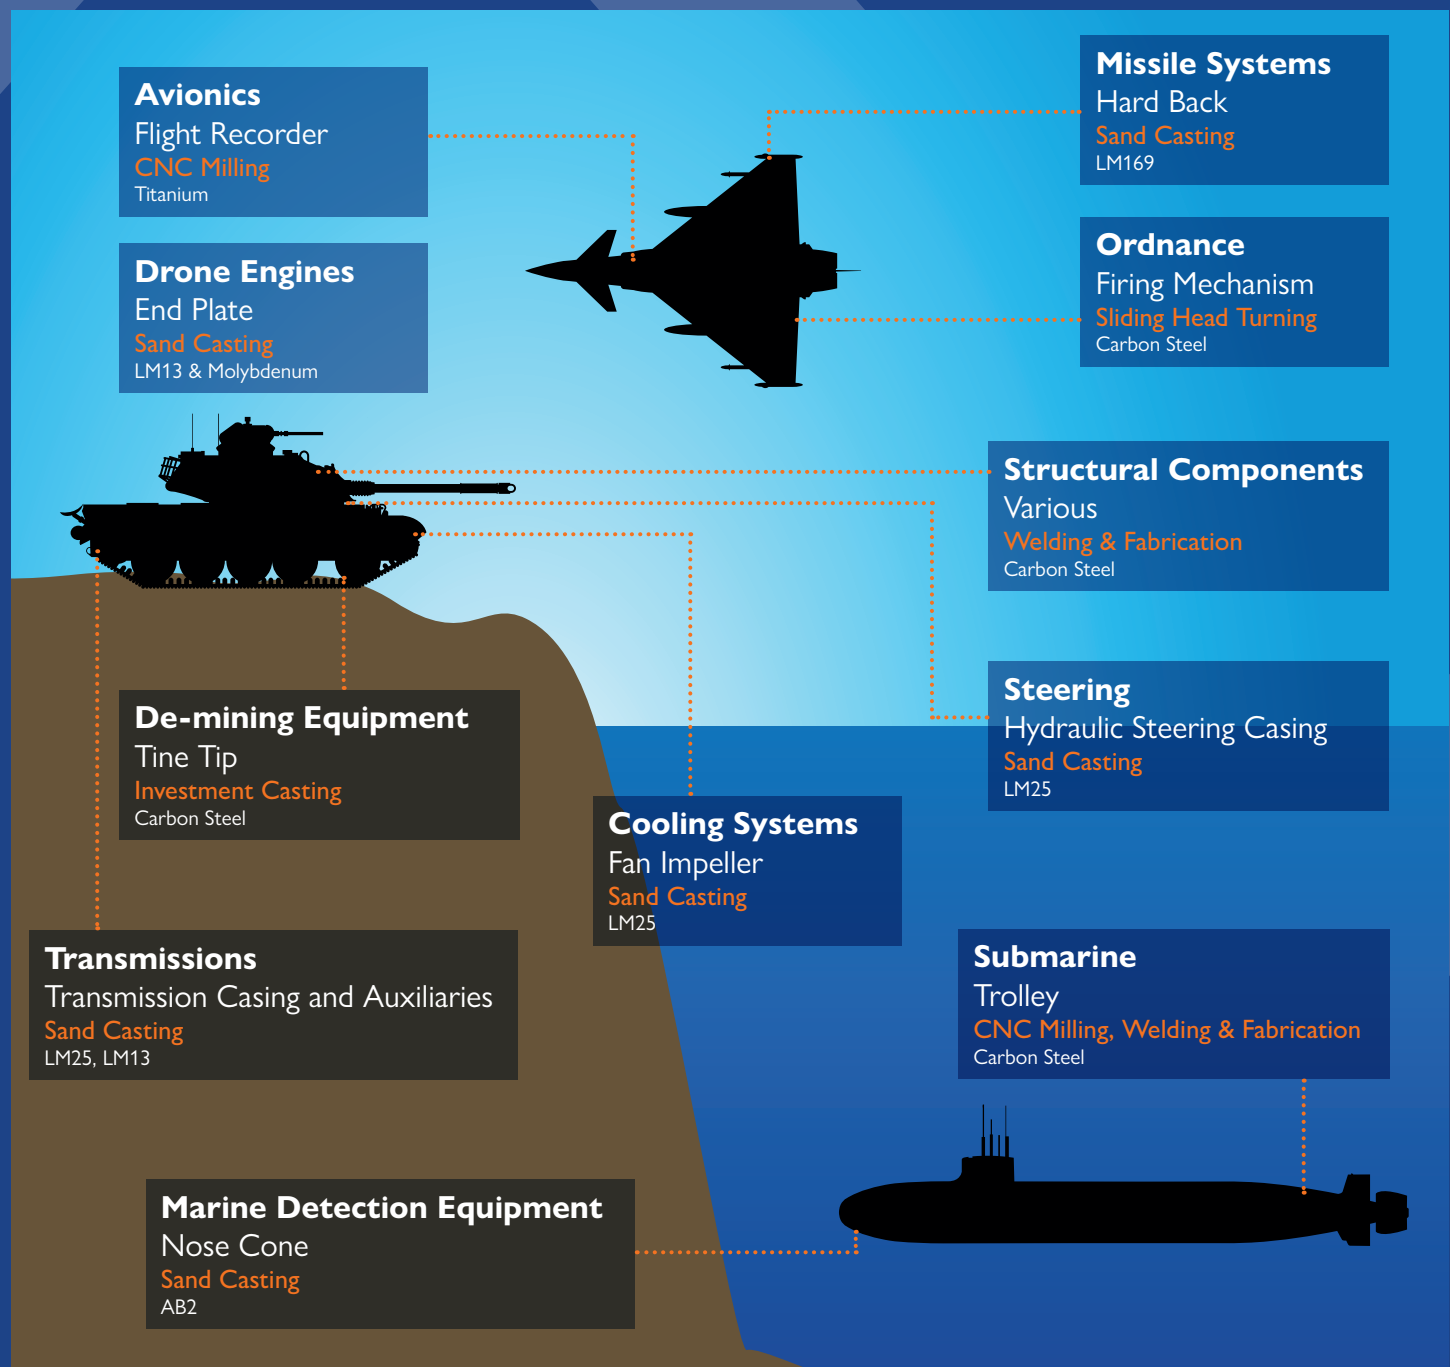 Avionics
Flight Recorder
CNC Milling
Titanium
Missile Systems
Hard Back
Sand Casting
LM169
Drone Engines
End Plate
Sand Casting
LM13 & Molybdenum
Ordnance
Firing Mechanism
Sliding Head Turning
Carbon Steel
Structural Components
Various
Welding & Fabrication
Carbon Steel
Steering
Hydraulic Steering Casing
Sand Casting
LM25
De-mining Equipment
Tine Tip
Investment Casting
Carbon Steel
Cooling Systems
Fan Impeller
Sand Casting
LM25
Transmissions
Transmission Casing and Auxiliaries
Sand Casting
LM25, LM13
Submarine
Trolley
CNC Milling, Welding & Fabrication
Carbon Steel
Marine Detection Equipment
Nose Cone
Sand Casting
AB2